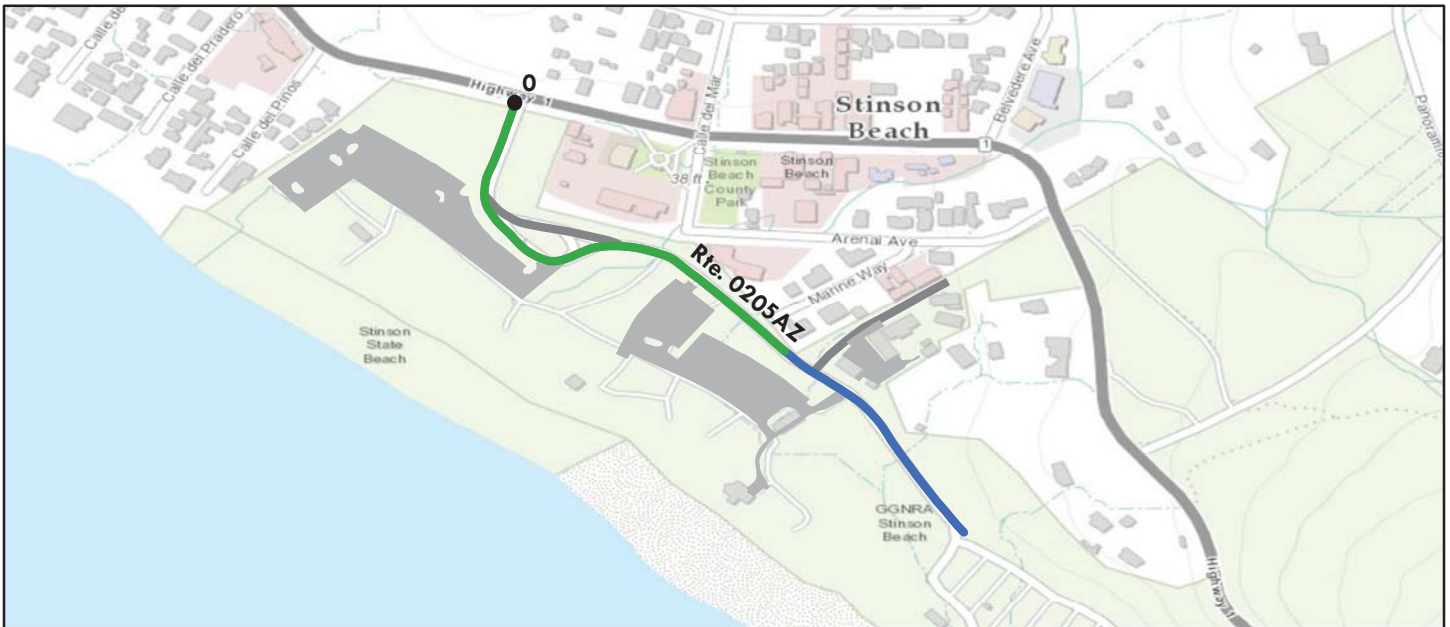 Calle del Pradero
Calle del Pinos
Highway 1
0
Calle del Mar
Stinson
Beach
Belvedere Ave
1
38 ft
Stinson
Beach
County
Park
Stinson
Beach
Arenal Ave
Marine Way
Rte. 0205AZ
Stinson
State
Beach
GGNRA
Stinson
Beach
Highway 1